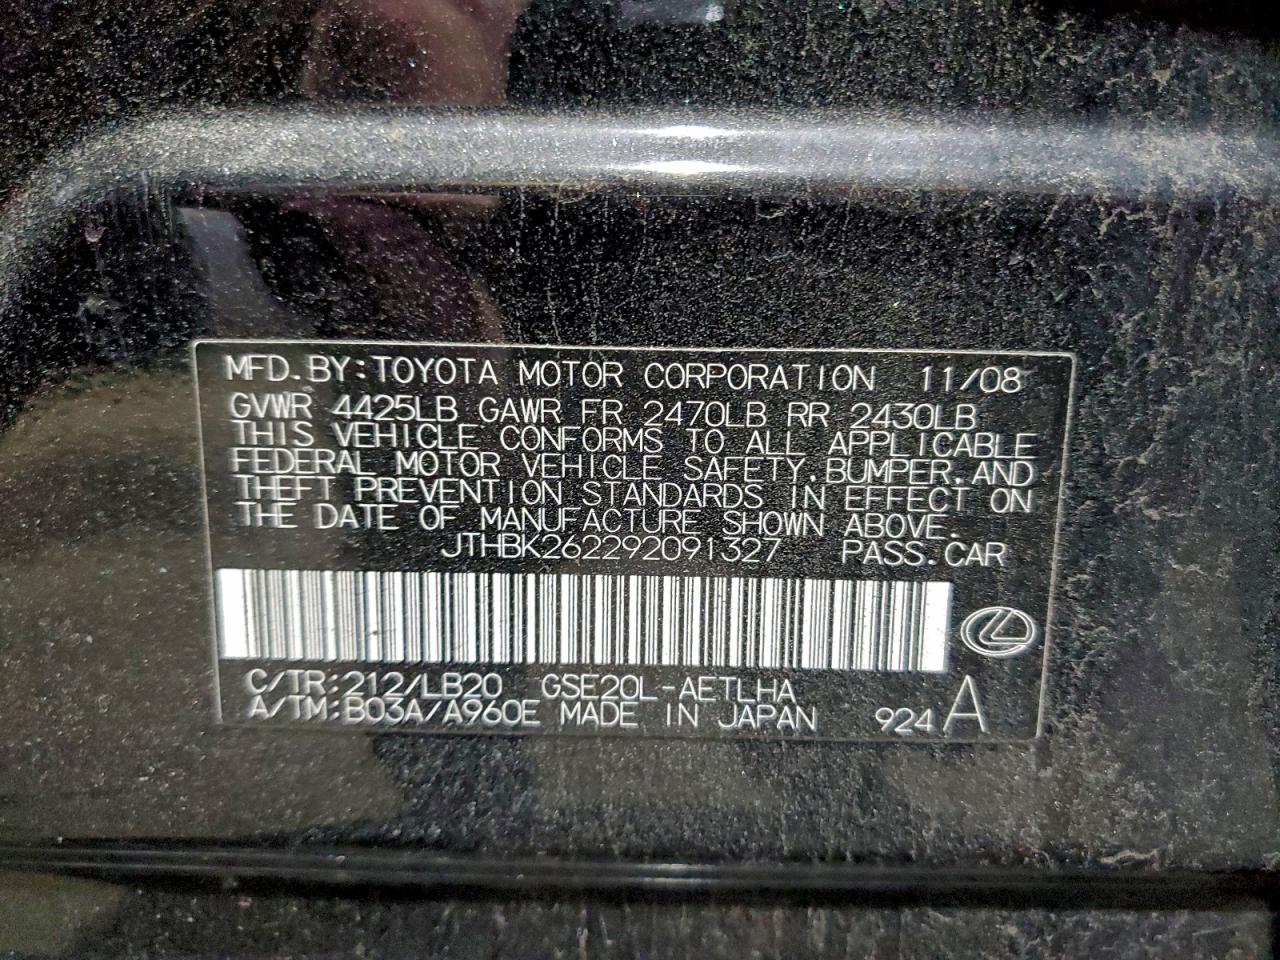 MFD.BY:TOYOTA MOTOR CORPORATION 11/08
GVWR 4425LB GAWR FR 2470LB RR 2430LB
THIS VEHICLE CONFORMS TO ALL APPLICABLE
FEDERAL MOTOR VEHICLE SAFETY,BUMPER,AND
THEFT PREVENTION STANDARDS IN EFFECT ON
THE DATE OF MANUFACTURE SHOWN ABOVE.
JTHBK262292091327 PASS.CAR
C/TR:212/LB20 GSE20L-AETLHA
A/TM:B03A/A960E MADE IN JAPAN 924 A